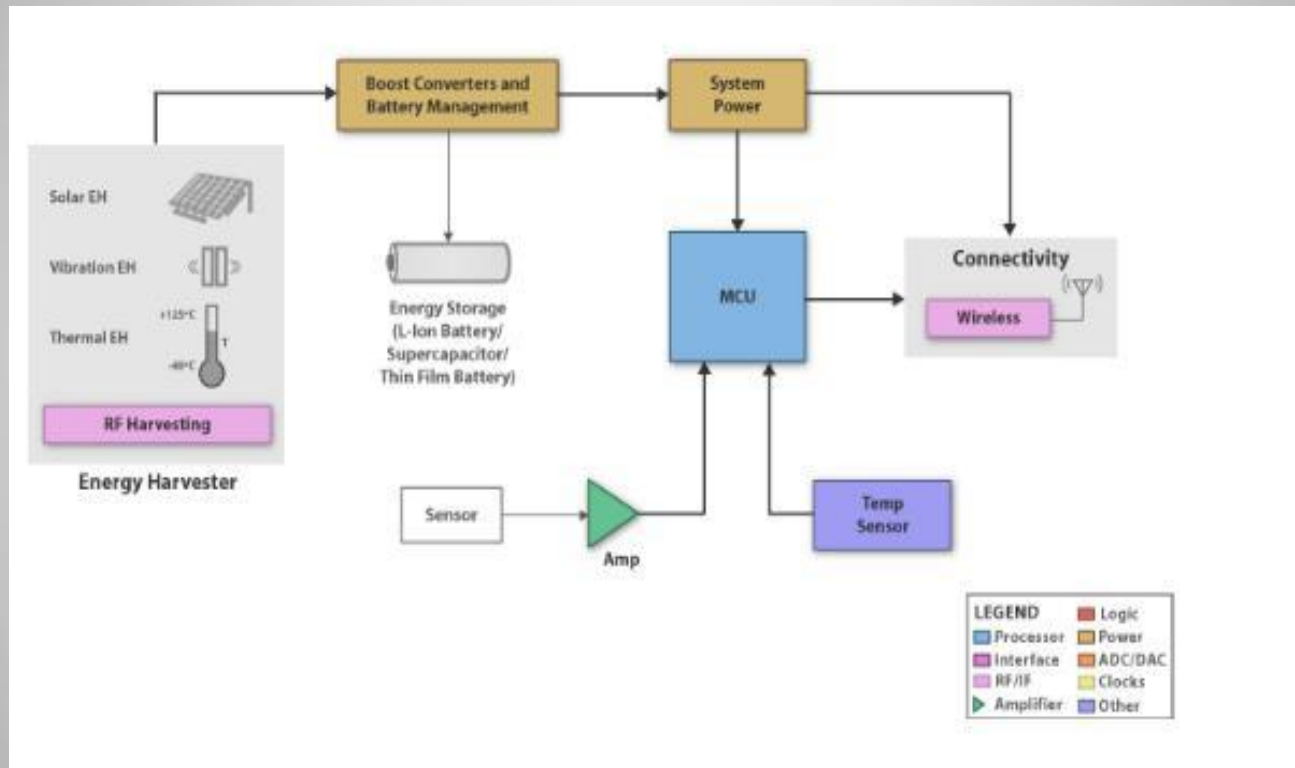 Boost Converters and
Battery Management
System
Power
Solar EH
Vibration EH
+125°C
Thermal EH
T
-40°C
RF Harvesting
Energy Harvester
Energy Storage
(L-Ion Battery/
Supercapacitor/
Thin Film Battery)
MCU
Connectivity
Wireless
Sensor
Amp
Temp
Sensor
LEGEND
Processor
Interface
RF/IF
Amplifier
Logic
Power
ADC/DAC
Clocks
Other